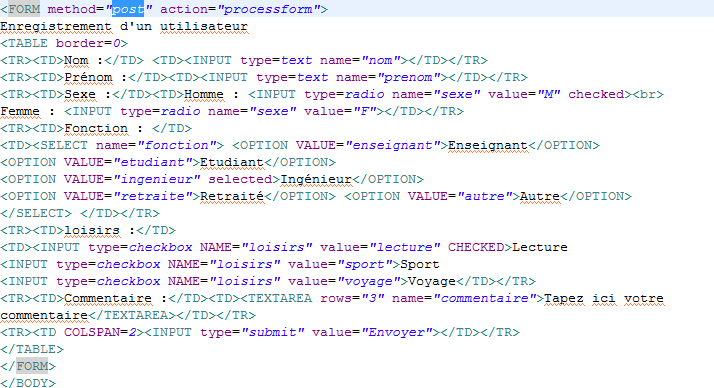 <FORM method="post" action="processform">
Enregistrement d'un utilisateur
<TABLE border=0>
<TR><TD>Nom :</TD> <TD><INPUT type=text name="nom"></TD></TR>
<TR><TD>Prénom :</TD><TD><INPUT type=text name="prenom"></TD></TR>
<TR><TD>Sexe :</TD><TD>Homme : <INPUT type=radio name="sexe" value="M" checked><br>
Femme : <INPUT type=radio name="sexe" value="F"></TD></TR>
<TR><TD>Fonction : </TD>
<TD><SELECT name="fonction"> <OPTION VALUE="enseignant">Enseignant</OPTION>
<OPTION VALUE="etudiant">Etudiant</OPTION>
<OPTION VALUE="ingenieur" selected>Ingénieur</OPTION>
<OPTION VALUE="retraite">Retraité</OPTION> <OPTION VALUE="autre">Autre</OPTION>
</SELECT> </TD></TR>
<TR><TD>loisirs :</TD>
<TD><INPUT type=checkbox NAME="loisirs" value="lecture" CHECKED>Lecture
<INPUT type=checkbox NAME="loisirs" value="sport">Sport
<INPUT type=checkbox NAME="loisirs" value="voyage">Voyage</TD></TR>
<TR><TD>Commentaire :</TD><TD><TEXTAREA rows="3" name="commentaire">Tapez ici votre
commentaire</TEXTAREA></TD></TR>
<TR><TD COLSPAN=2><INPUT type="submit" value="Envoyer"></TD></TR>
</TABLE>
</FORM>
</BODY>